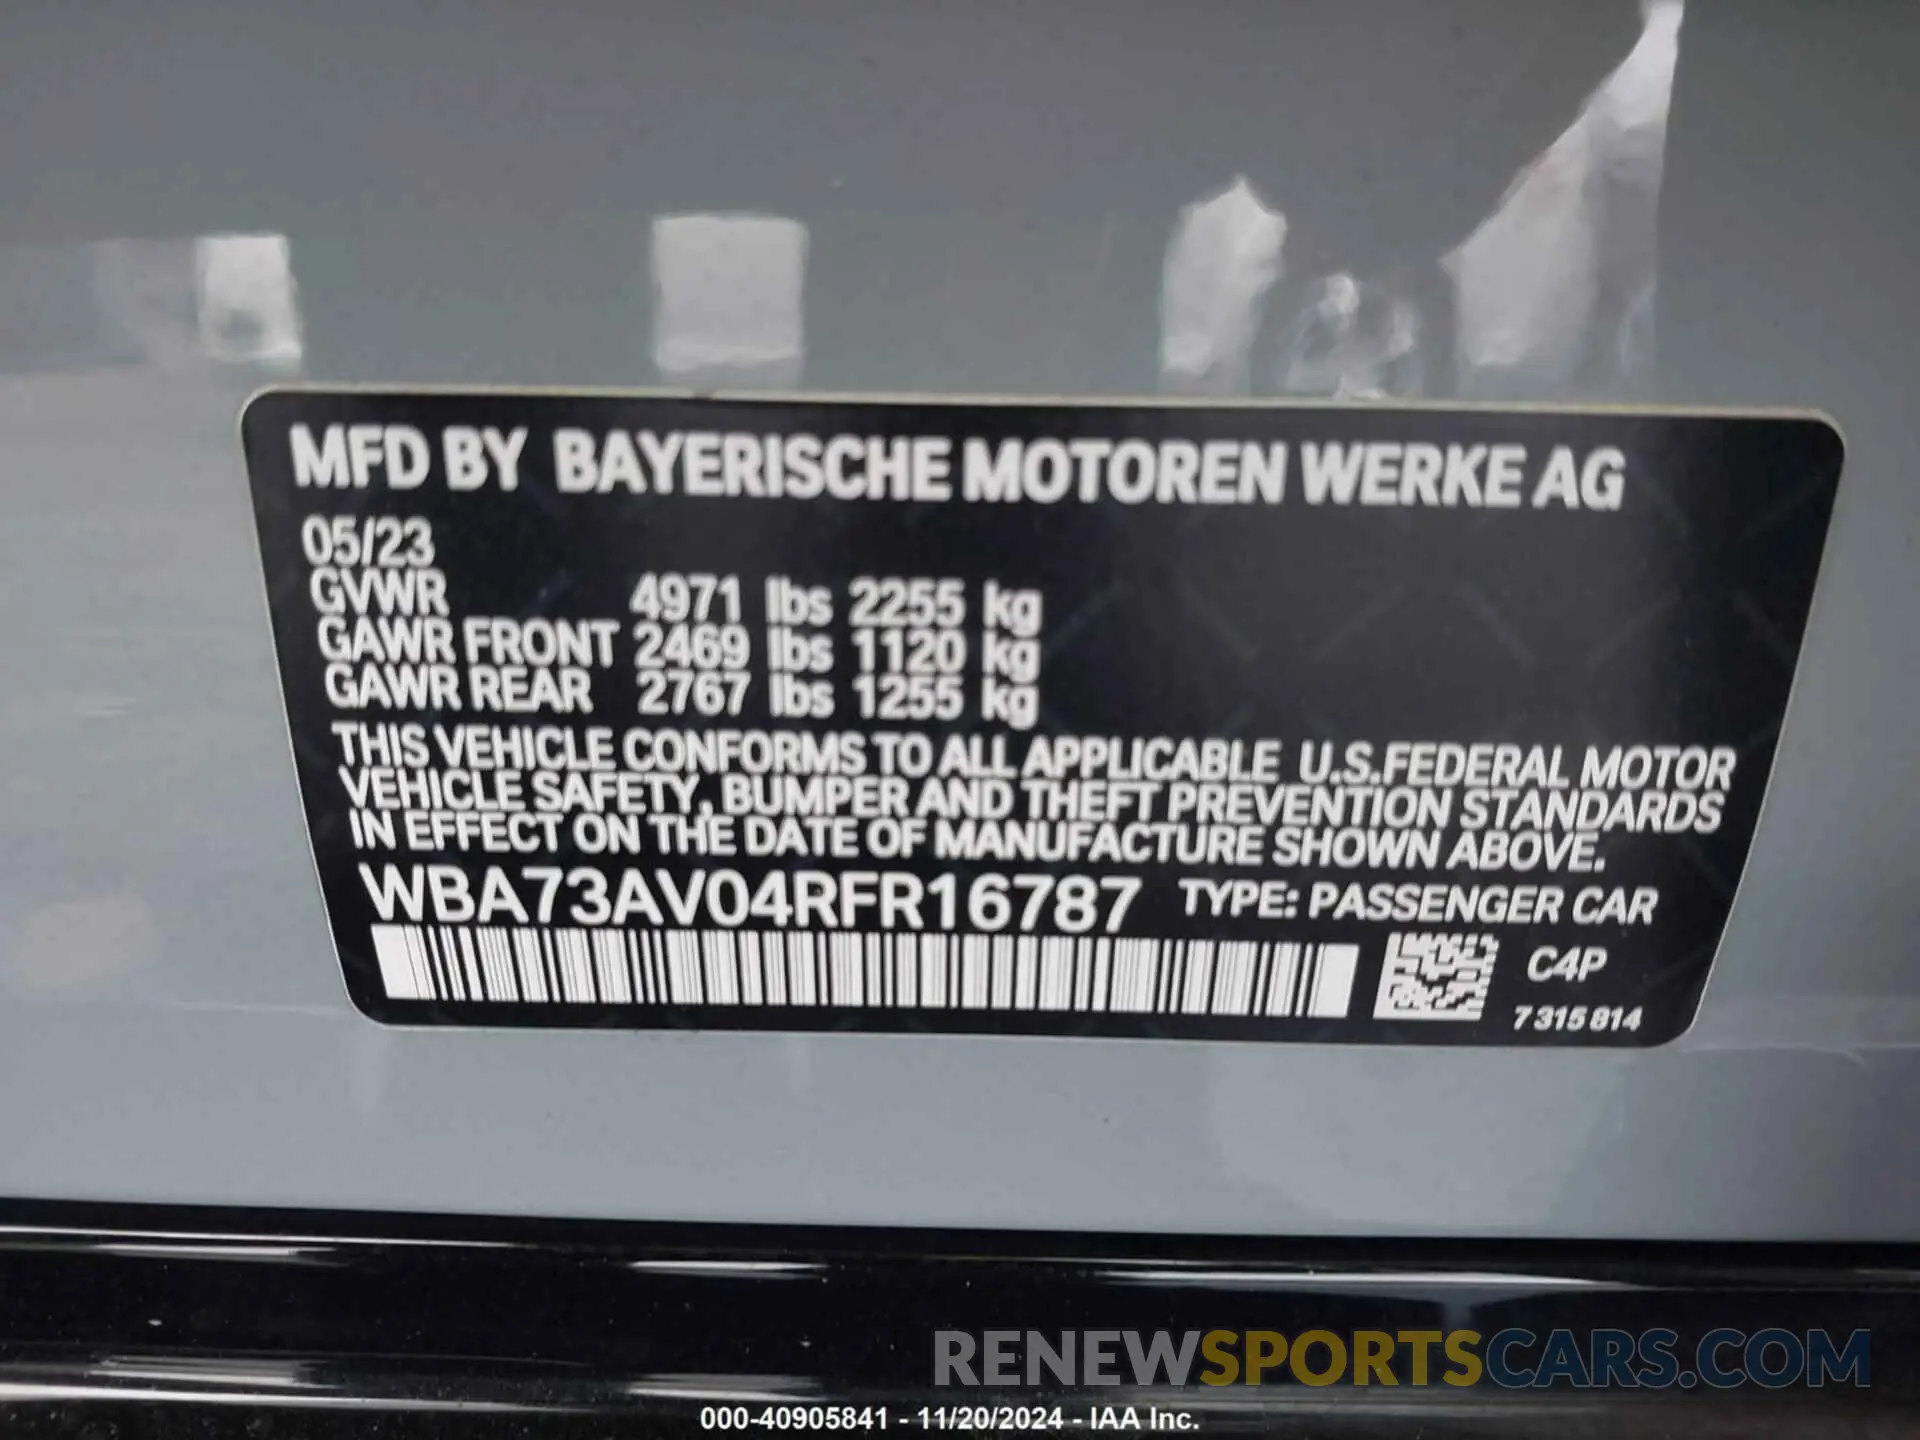 MFD BY BAYERISCHE MOTOREN WERKE AG
05/23
GVWR 4971 lbs 2255 kg
GAWR FRONT 2469 lbs 1120 kg
GAWR REAR 2767 lbs 1255 kg
THIS VEHICLE CONFORMS TO ALL APPLICABLE U.S.FEDERAL MOTOR
VEHICLE SAFETY, BUMPER AND THEFT PREVENTION STANDARDS
IN EFFECT ON THE DATE OF MANUFACTURE SHOWN ABOVE.
WBA73AV04RFR16787 TYPE: PASSENGER CAR
C4P
7 315 814
RENEWSPORTSCARS.COM
000-40905841 - 11/20/2024 - IAA Inc.